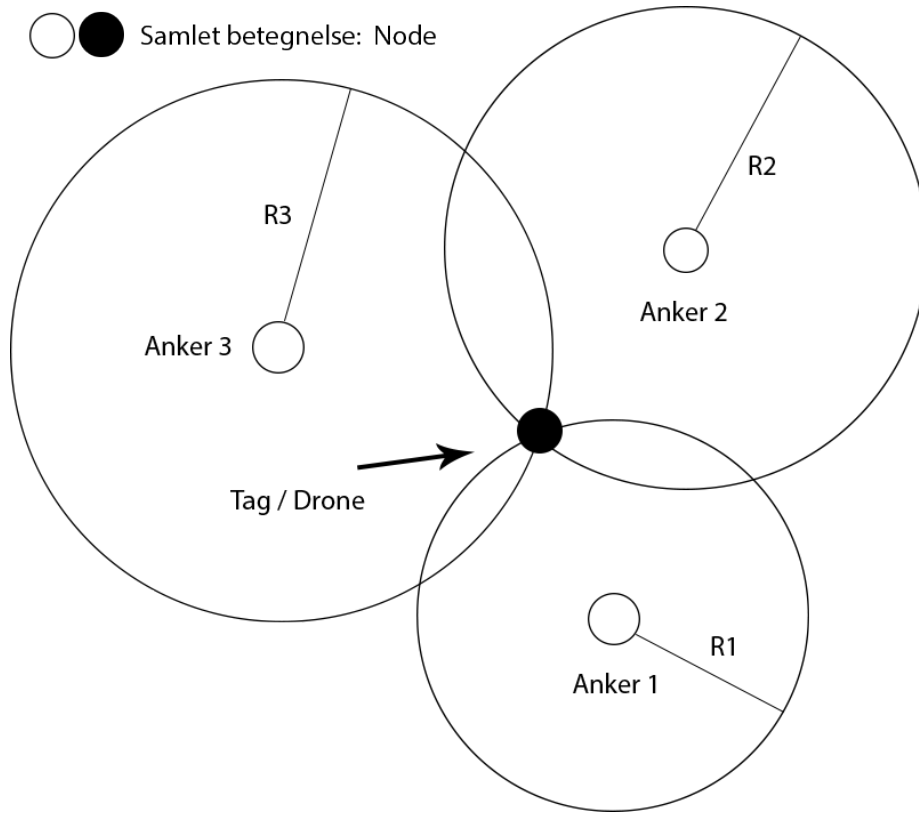 Samlet betegnelse: Node
R2
R3
Anker 2
Anker 3
Tag / Drone
R1
Anker 1